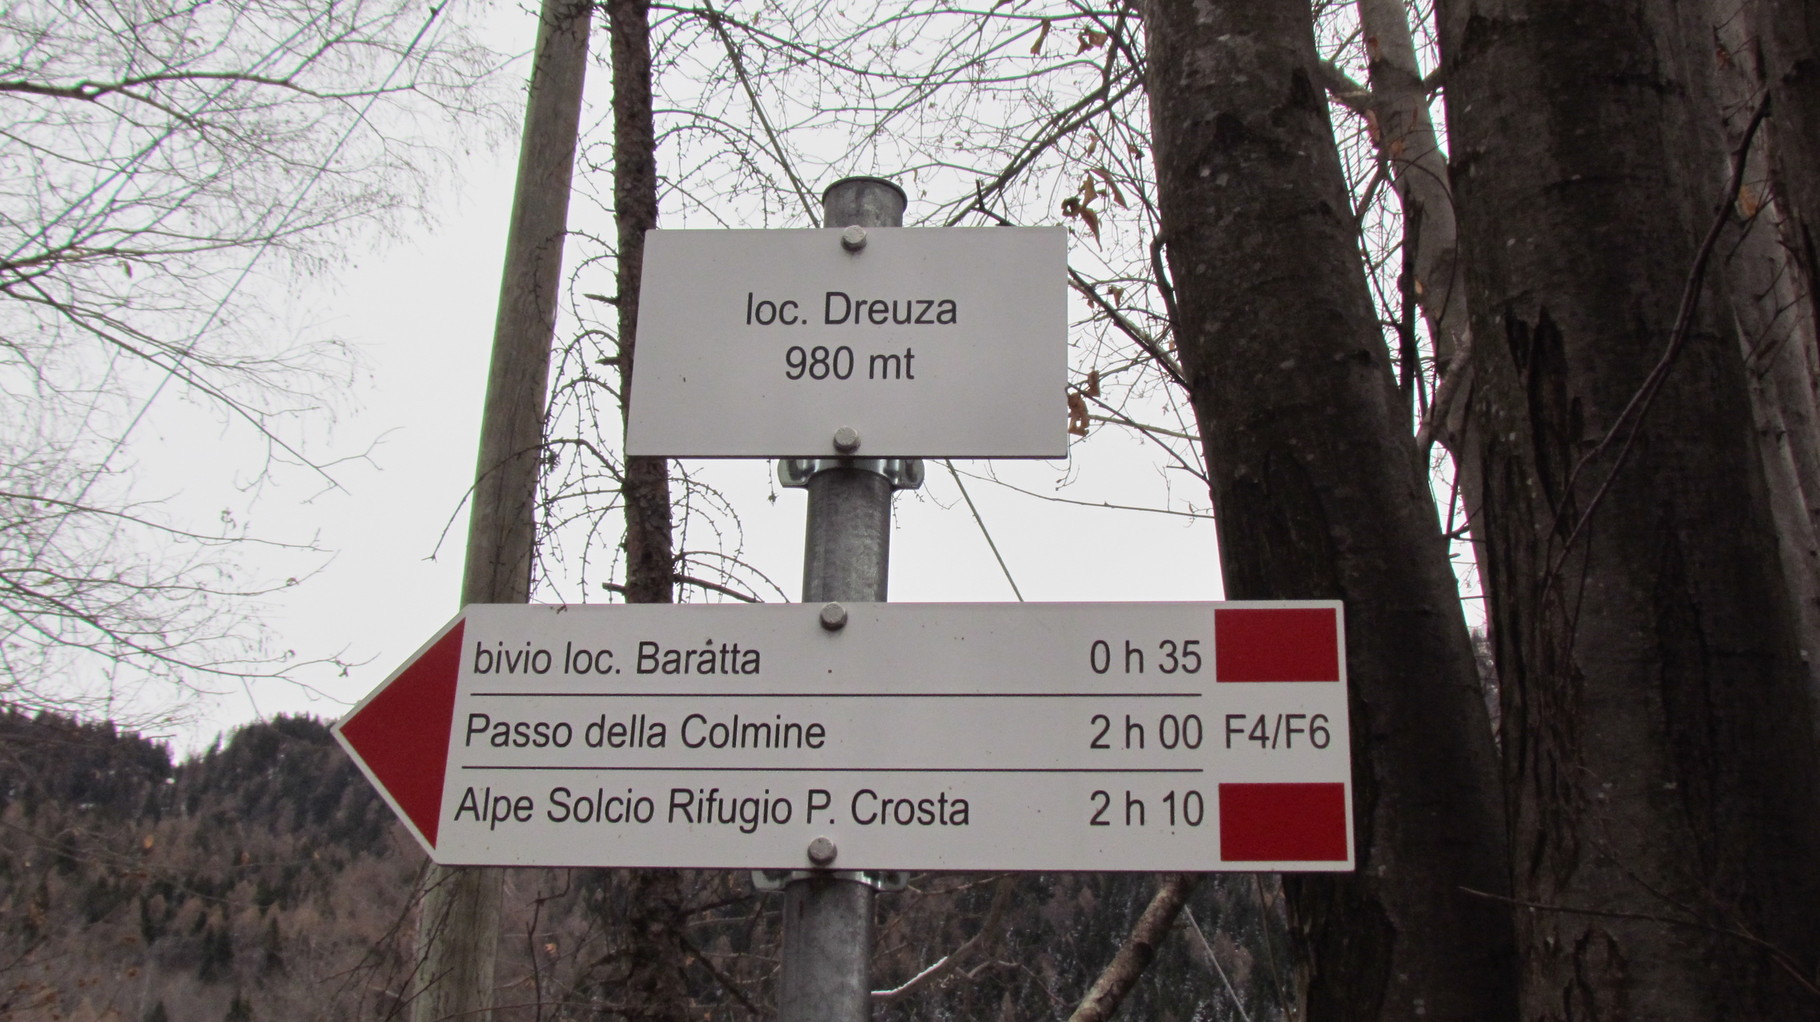 loc. Dreuza
980 mt
bivio loc. Barâtta 0 h 35
Passo della Colmine 2 h 00 F4/F6
Alpe Solcio Rifugio P. Crosta 2 h 10